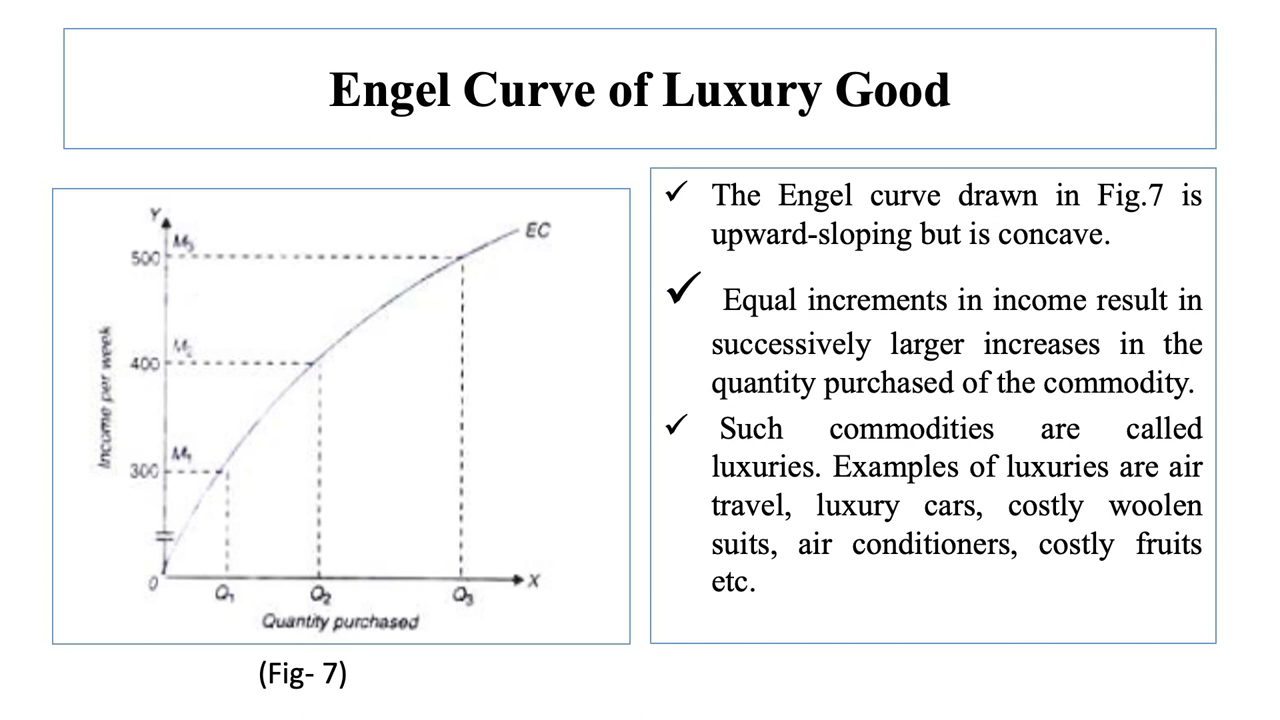 Engel Curve of Luxury Good
Y
M₃
500
EC
M₂
400
M₁
300
Income per week
0
Q₁
Q₂
Q₃
X
Quantity purchased
(Fig- 7)
✓ The Engel curve drawn in Fig.7 is
upward-sloping but is concave.
✓ Equal increments in income result in
successively larger increases in the
quantity purchased of the commodity.
✓ Such commodities are called
luxuries. Examples of luxuries are air
travel, luxury cars, costly woolen
suits, air conditioners, costly fruits
etc.